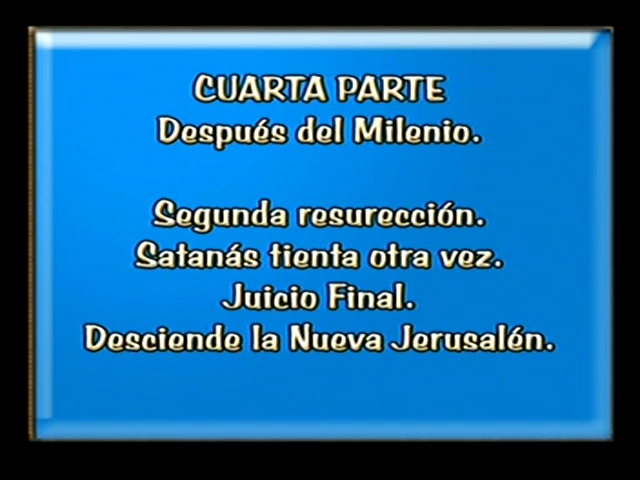 CUARTA PARTE
Después del Milenio.
Segunda resurección.
Satanás tienta otra vez.
Juicio Final.
Desciende la Nueva Jerusalén.